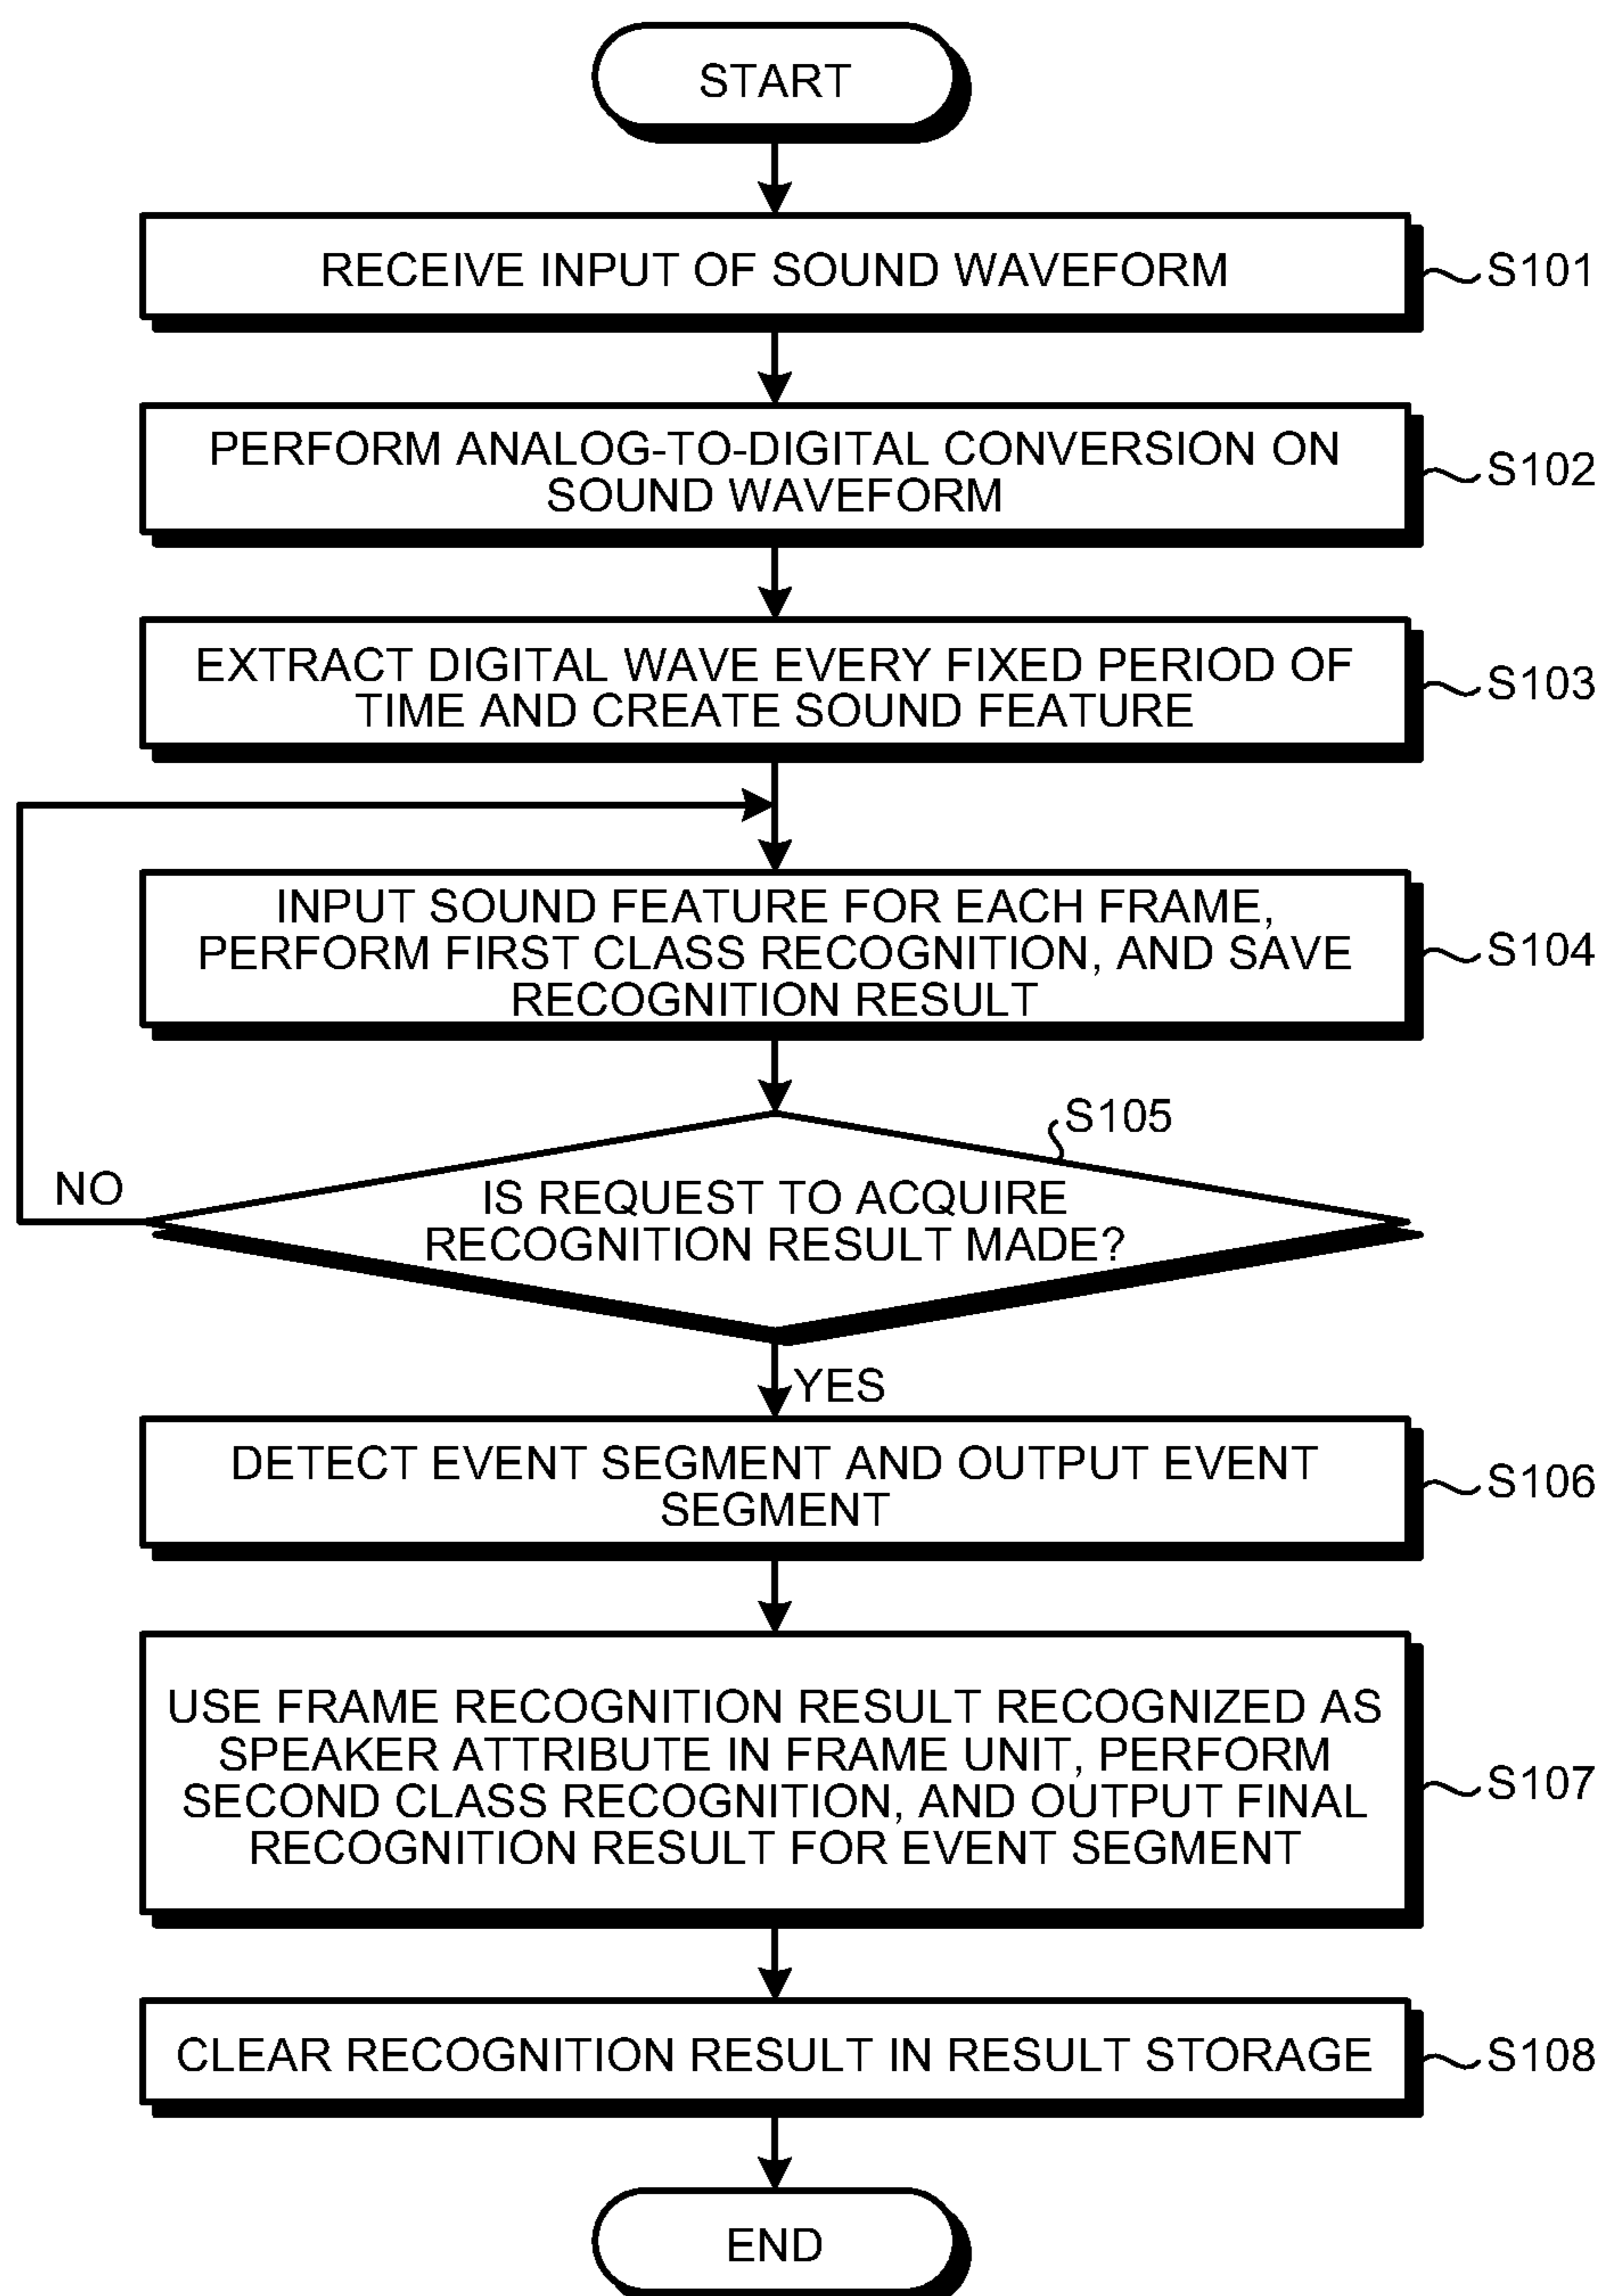 START
RECEIVE INPUT OF SOUND WAVEFORM
S101
PERFORM ANALOG-TO-DIGITAL CONVERSION ON
SOUND WAVEFORM
S102
EXTRACT DIGITAL WAVE EVERY FIXED PERIOD OF
TIME AND CREATE SOUND FEATURE
S103
INPUT SOUND FEATURE FOR EACH FRAME,
PERFORM FIRST CLASS RECOGNITION, AND SAVE
RECOGNITION RESULT
S104
S105
NO
IS REQUEST TO ACQUIRE
RECOGNITION RESULT MADE?
YES
DETECT EVENT SEGMENT AND OUTPUT EVENT
SEGMENT
S106
USE FRAME RECOGNITION RESULT RECOGNIZED AS
SPEAKER ATTRIBUTE IN FRAME UNIT, PERFORM
SECOND CLASS RECOGNITION, AND OUTPUT FINAL
RECOGNITION RESULT FOR EVENT SEGMENT
S107
CLEAR RECOGNITION RESULT IN RESULT STORAGE
S108
END